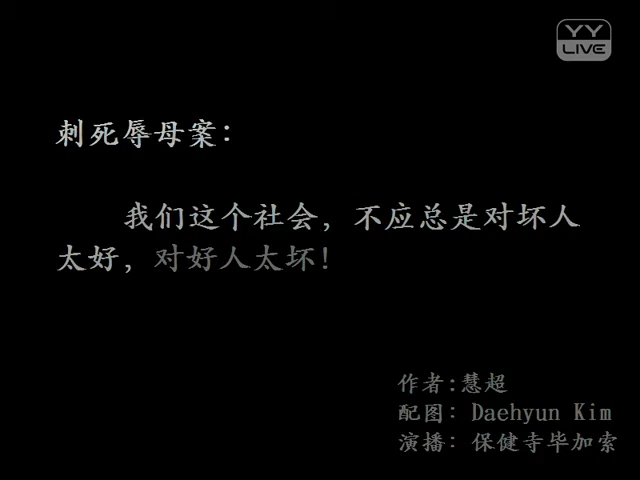 YY
LIVE
刺死辱母案：
我们这个社会，不应总是对坏人
太好，对好人太坏！
作者:慧超
配图：Daehyun Kim
演播：保健寺毕加索